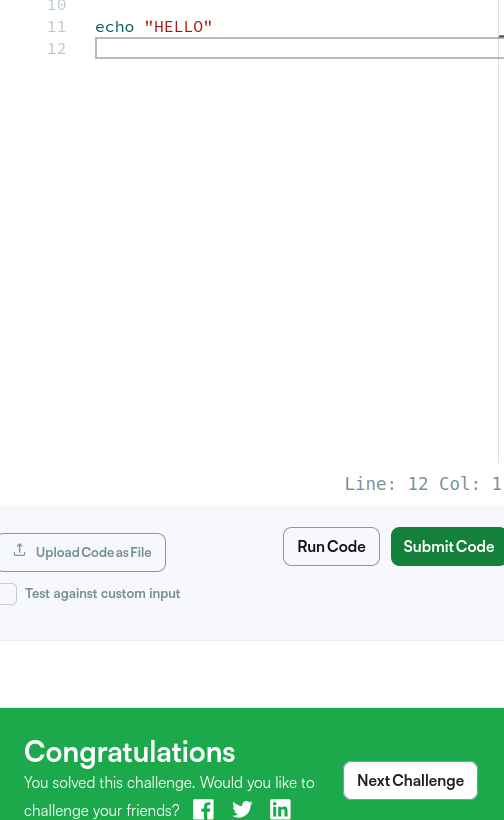 10
11 echo "HELLO"
12
Line: 12 Col: 1
Upload Code as File
Run Code
Submit Code
Test against custom input
Congratulations
You solved this challenge. Would you like to
challenge your friends?
Next Challenge